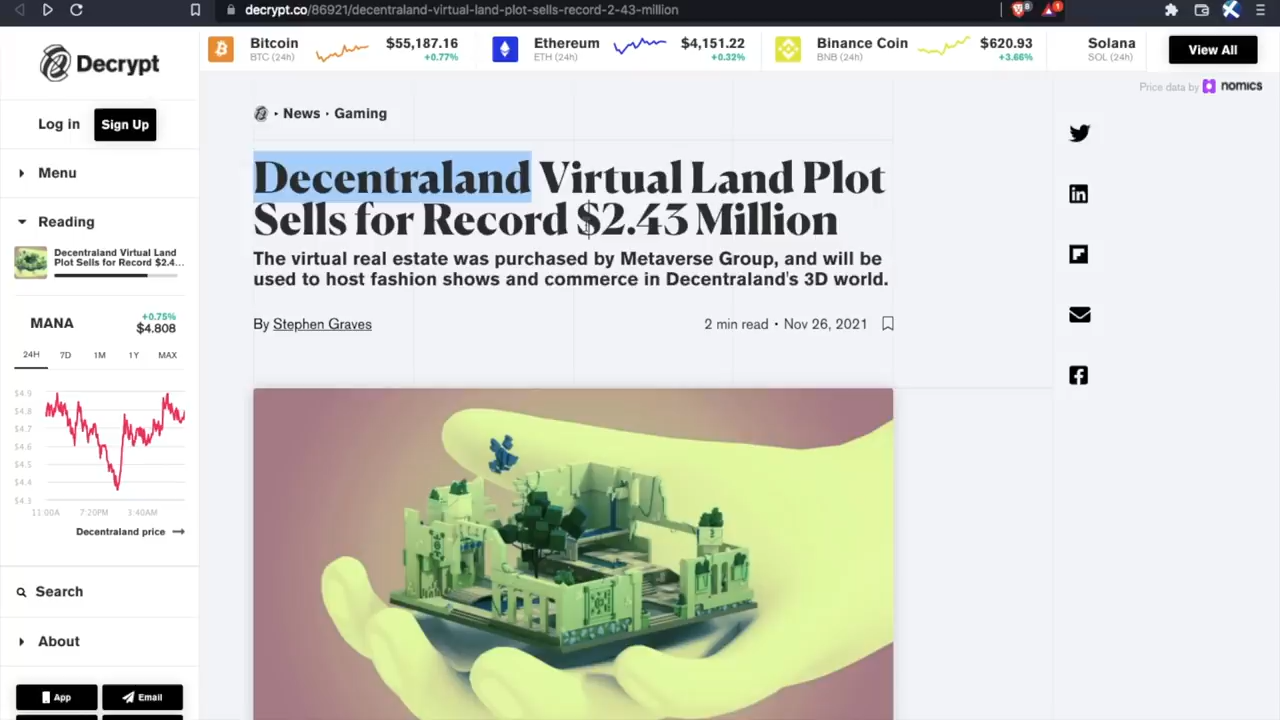 decrypt.co/86921/decentraland-virtual-land-plot-sells-record-2-43-million
8
1
Decrypt
Bitcoin
BTC (24h)
$55,187.16
+0.77%
Ethereum
ETH (24h)
$4,151.22
+0.32%
Binance Coin
BNB (24h)
$620.93
+3.66%
Solana
SOL (24h)
View All
Price data by nomics
Log in
Sign Up
Menu
Reading
Decentraland Virtual Land
Plot Sells for Record $2.4...
MANA
+0.75%
$4.808
24H 7D 1M 1Y MAX
$4.9
$4.8
$4.7
$4.6
$4.5
$4.4
$4.3
11:00A 7:20PM 3:40AM
Decentraland price →
Search
About
App
Email
· News · Gaming
Decentraland Virtual Land Plot
Sells for Record $2.43 Million
The virtual real estate was purchased by Metaverse Group, and will be
used to host fashion shows and commerce in Decentraland's 3D world.
By Stephen Graves
2 min read · Nov 26, 2021